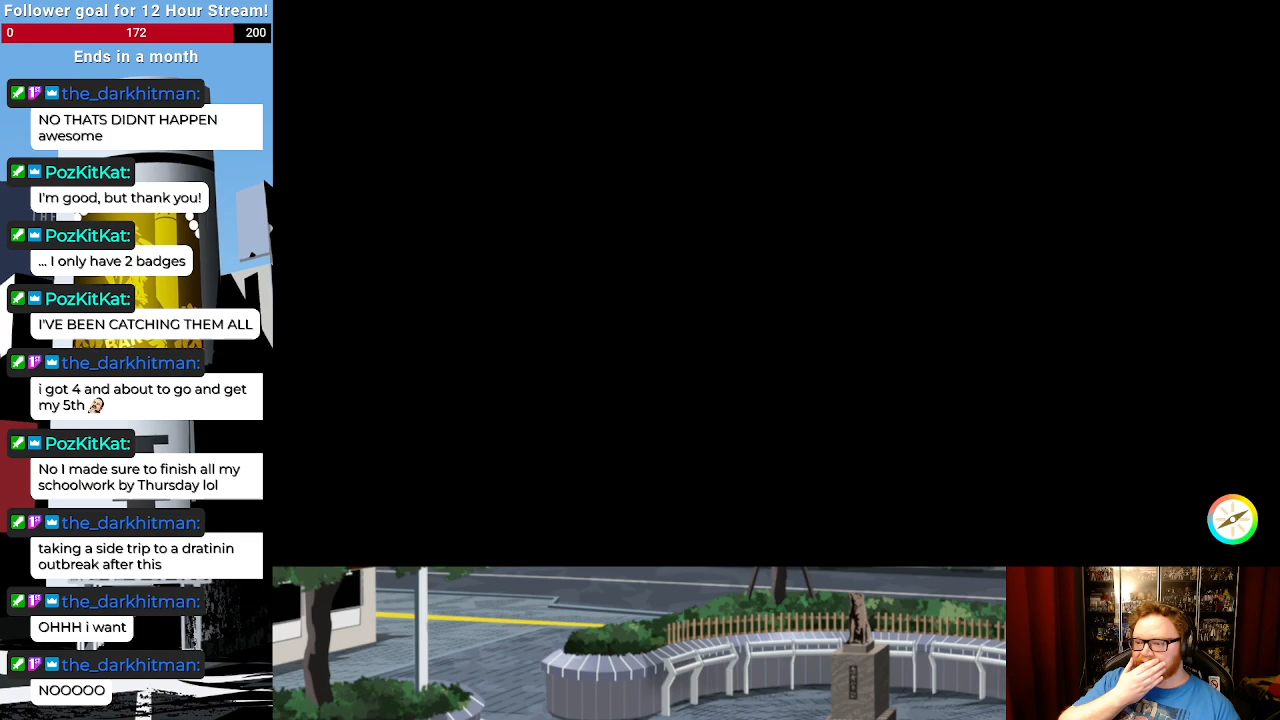 Follower goal for 12 Hour Stream!
0 172 200
Ends in a month
the_darkhitman:
NO THATS DIDNT HAPPEN
awesome
PozKitKat:
I'm good, but thank you!
PozKitKat:
... I only have 2 badges
PozKitKat:
I'VE BEEN CATCHING THEM ALL
the_darkhitman:
i got 4 and about to go and get
my 5th
PozKitKat:
No I made sure to finish all my
schoolwork by Thursday lol
the_darkhitman:
taking a side trip to a dratinin
outbreak after this
the_darkhitman:
OHHH i want
the_darkhitman:
NOOOOO